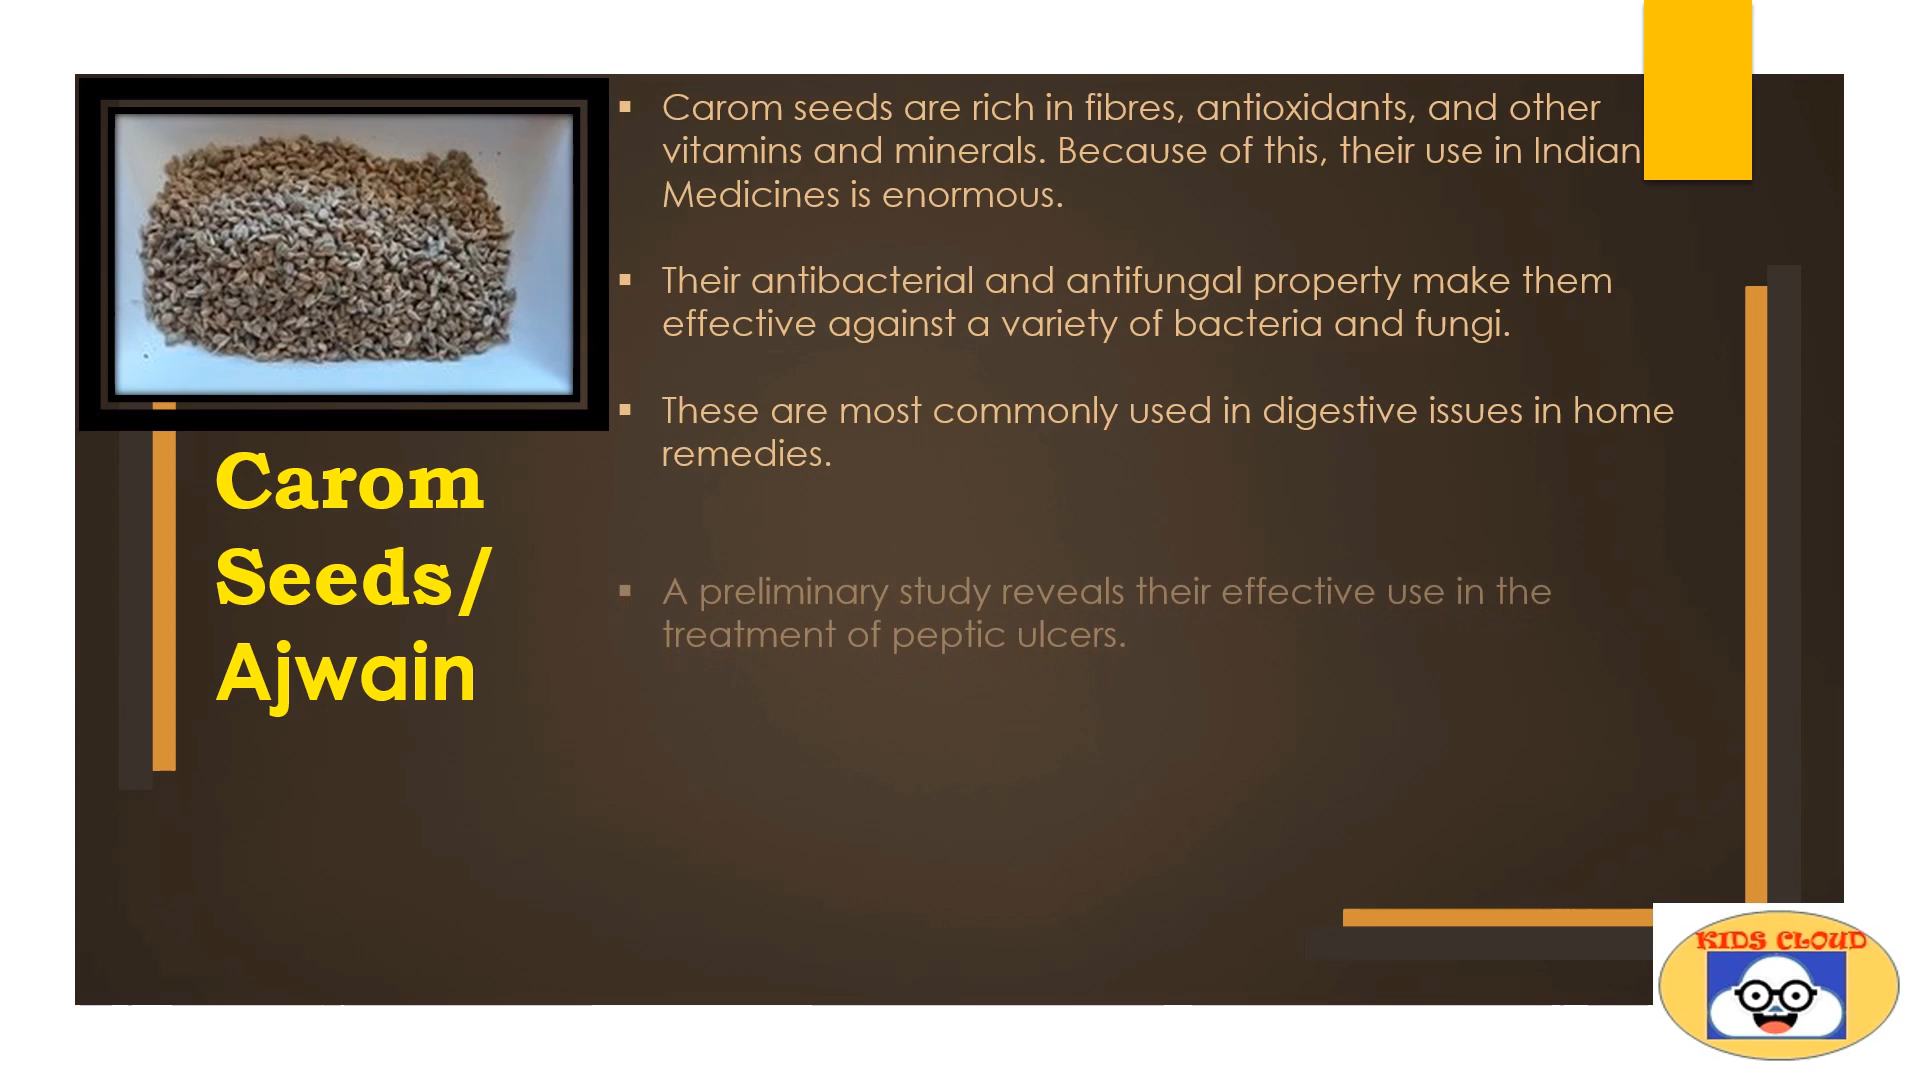 ▪ Carom seeds are rich in fibres, antioxidants, and other
vitamins and minerals. Because of this, their use in Indian
Medicines is enormous.
▪ Their antibacterial and antifungal property make them
effective against a variety of bacteria and fungi.
▪ These are most commonly used in digestive issues in home
remedies.
▪ A preliminary study reveals their effective use in the
treatment of peptic ulcers.
Carom
Seeds/
Ajwain
KIDS CLOUD